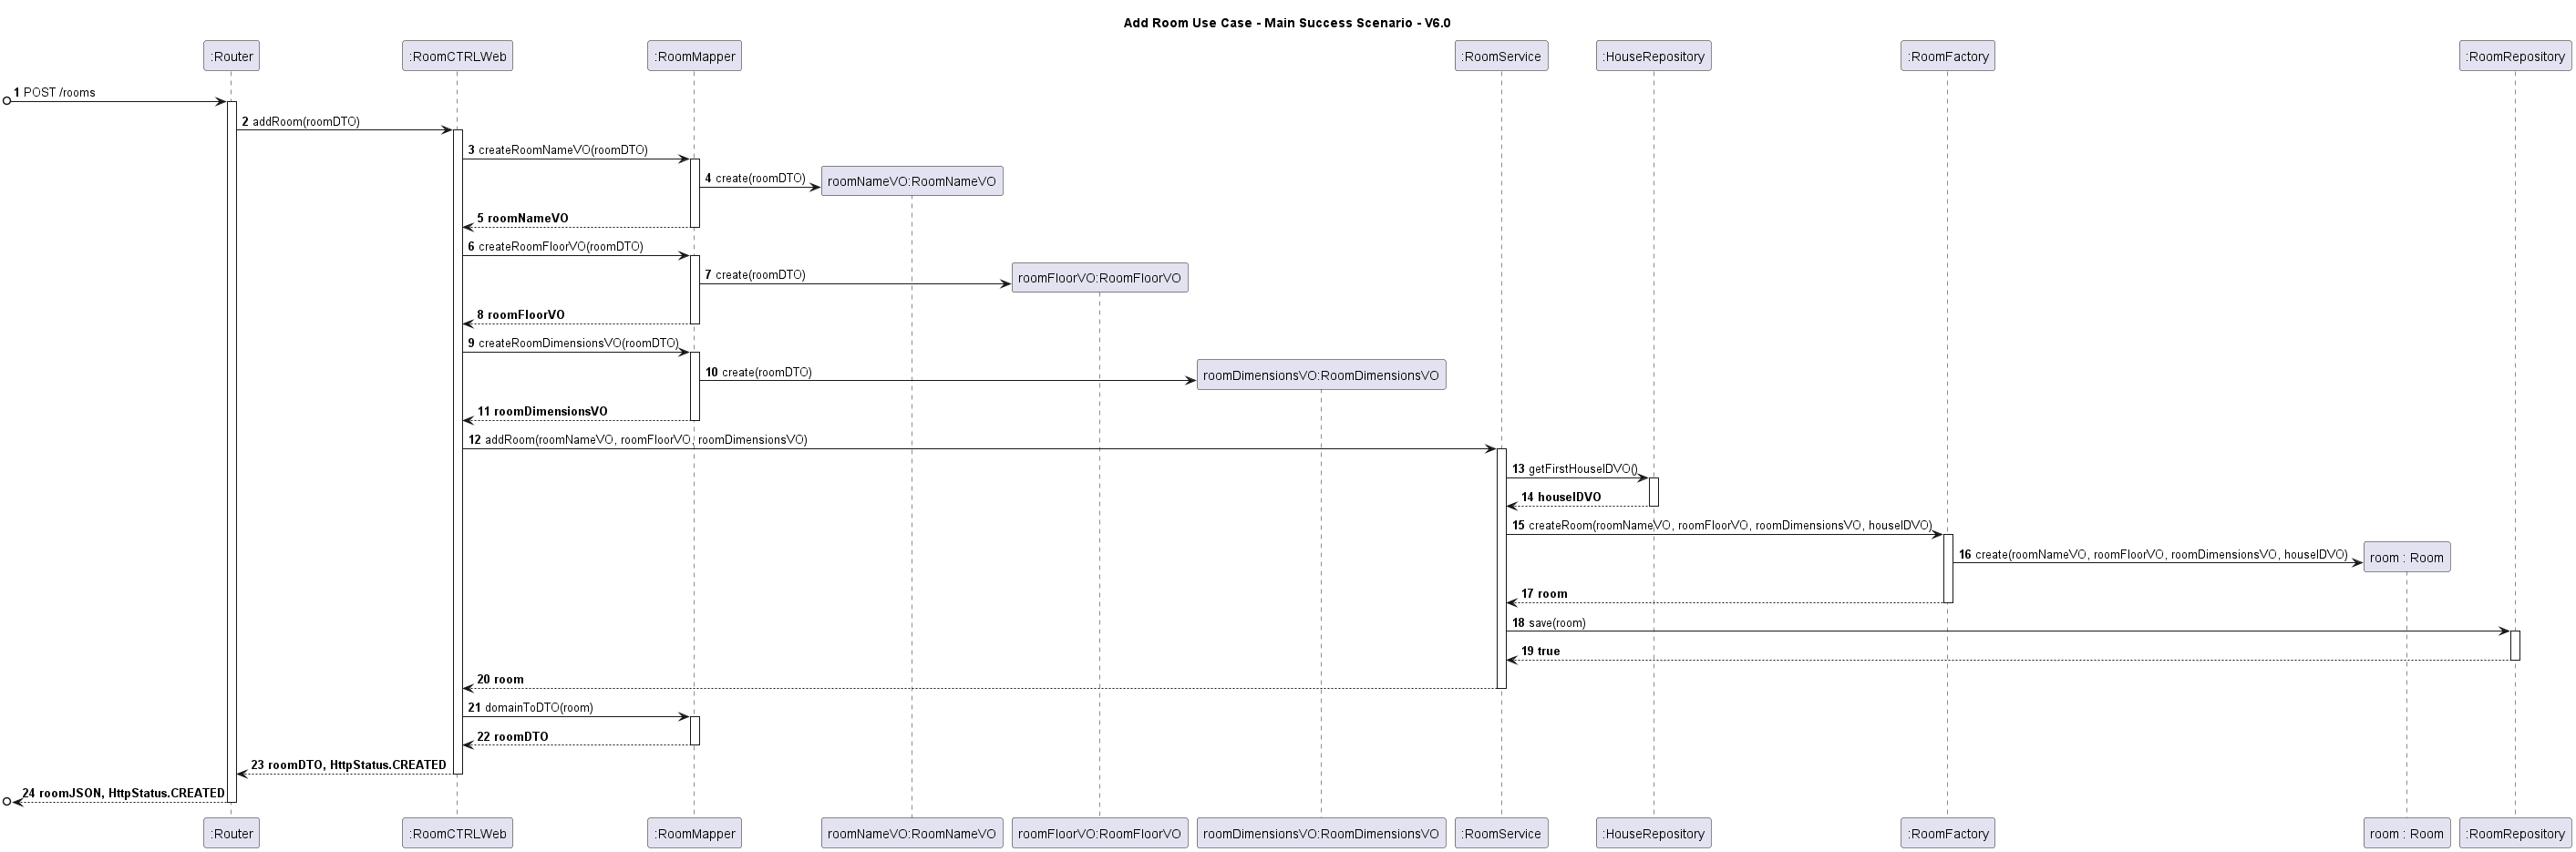 Add Room Use Case - Main Success Scenario - V6.0
:Router :RoomCTRLWeb :RoomMapper :RoomService :HouseRepository :RoomFactory :RoomRepository
1 POST /rooms
2 addRoom(roomDTO)
3 createRoomNameVO(roomDTO)
4 create(roomDTO) roomNameVO:RoomNameVO
5 roomNameVO
6 createRoomFloorVO(roomDTO)
7 create(roomDTO) roomFloorVO:RoomFloorVO
8 roomFloorVO
9 createRoomDimensionsVO(roomDTO)
10 create(roomDTO) roomDimensionsVO:RoomDimensionsVO
11 roomDimensionsVO
12 addRoom(roomNameVO, roomFloorVO, roomDimensionsVO)
13 getFirstHouseIDVO()
14 houseIDVO
15 createRoom(roomNameVO, roomFloorVO, roomDimensionsVO, houseIDVO)
16 create(roomNameVO, roomFloorVO, roomDimensionsVO, houseIDVO) room : Room
17 room
18 save(room)
19 true
20 room
21 domainToDTO(room)
22 roomDTO
23 roomDTO, HttpStatus.CREATED
24 roomJSON, HttpStatus.CREATED
:Router :RoomCTRLWeb :RoomMapper roomNameVO:RoomNameVO roomFloorVO:RoomFloorVO roomDimensionsVO:RoomDimensionsVO :RoomService :HouseRepository :RoomFactory room : Room :RoomRepository